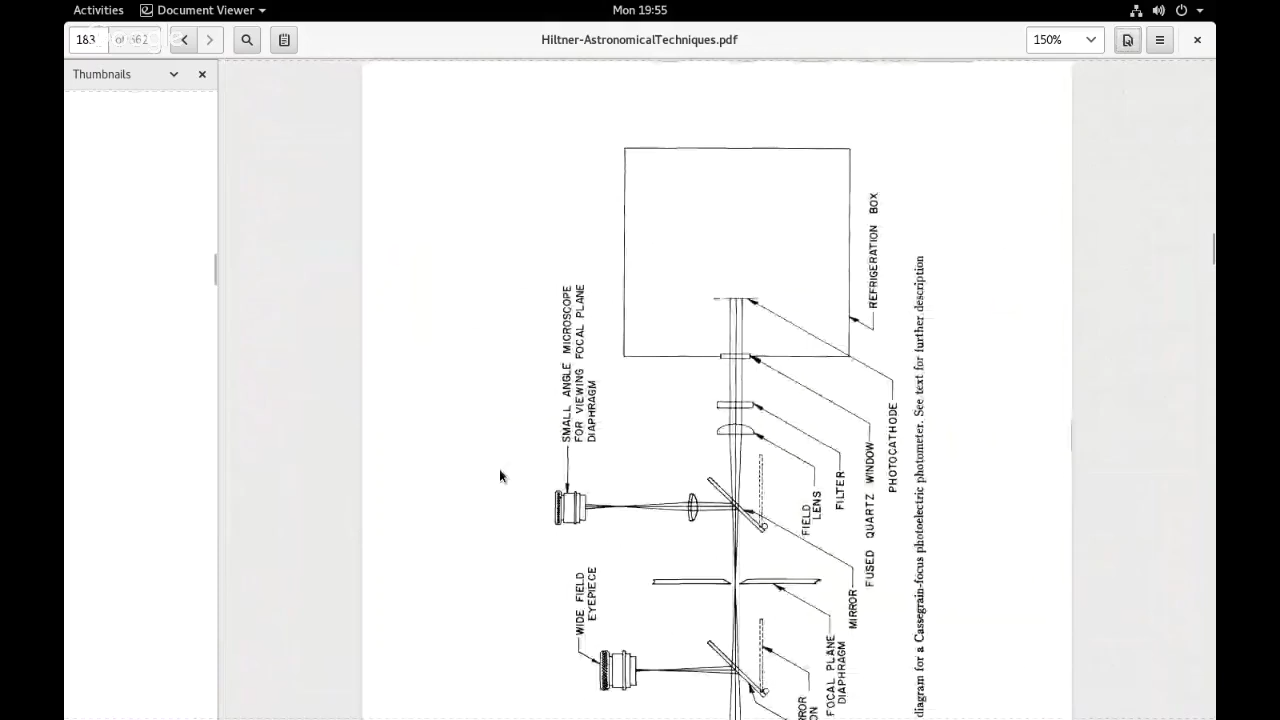 Activities
Document Viewer
Mon 19:55
183
of 362
Hiltner-AstronomicalTechniques.pdf
150%
Thumbnails
SMALL ANGLE MICROSCOPE
FOR VIEWING FOCAL PLANE
DIAPHRAGM
WIDE FIELD
EYEPIECE
REFRIGERATION BOX
PHOTOCATHODE
FUSED QUARTZ WINDOW
FILTER
FIELD
LENS
MIRROR
FOCAL PLANE
DIAPHRAGM
diagram for a Cassegrain-focus photoelectric photometer. See text for further description